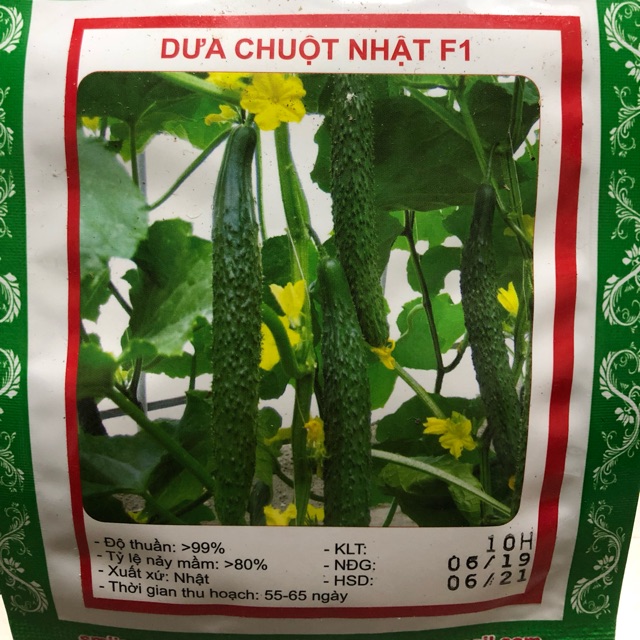 DƯA CHUỘT NHẬT F1
- Độ thuần: >99%
- Tỷ lệ nảy mầm: >80%
- Xuất xứ: Nhật
- Thời gian thu hoạch: 55-65 ngày
- KLT: 10H
- NĐG: 06/19
- HSD: 06/21